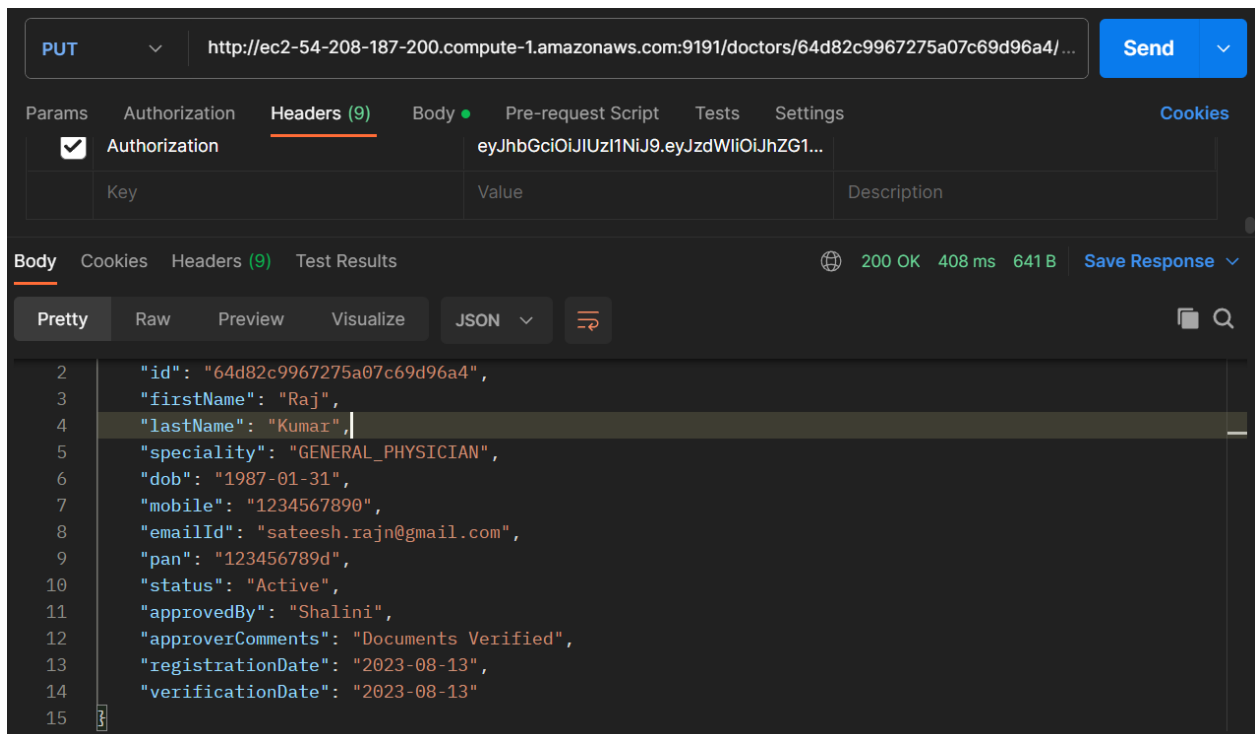 PUT http://ec2-54-208-187-200.compute-1.amazonaws.com:9191/doctors/64d82c9967275a07c69d96a4/... Send
Params Authorization Headers (9) Body Pre-request Script Tests Settings Cookies
Authorization eyJhbGciOiJIUzI1NiJ9.eyJzdWIiOiJhZG1...
Key Value Description
Body Cookies Headers (9) Test Results 200 OK 408 ms 641 B Save Response
Pretty Raw Preview Visualize JSON
2 "id": "64d82c9967275a07c69d96a4",
3 "firstName": "Raj",
4 "lastName": "Kumar",
5 "speciality": "GENERAL_PHYSICIAN",
6 "dob": "1987-01-31",
7 "mobile": "1234567890",
8 "emailId": "sateesh.rajn@gmail.com",
9 "pan": "123456789d",
10 "status": "Active",
11 "approvedBy": "Shalini",
12 "approverComments": "Documents Verified",
13 "registrationDate": "2023-08-13",
14 "verificationDate": "2023-08-13"
15 }